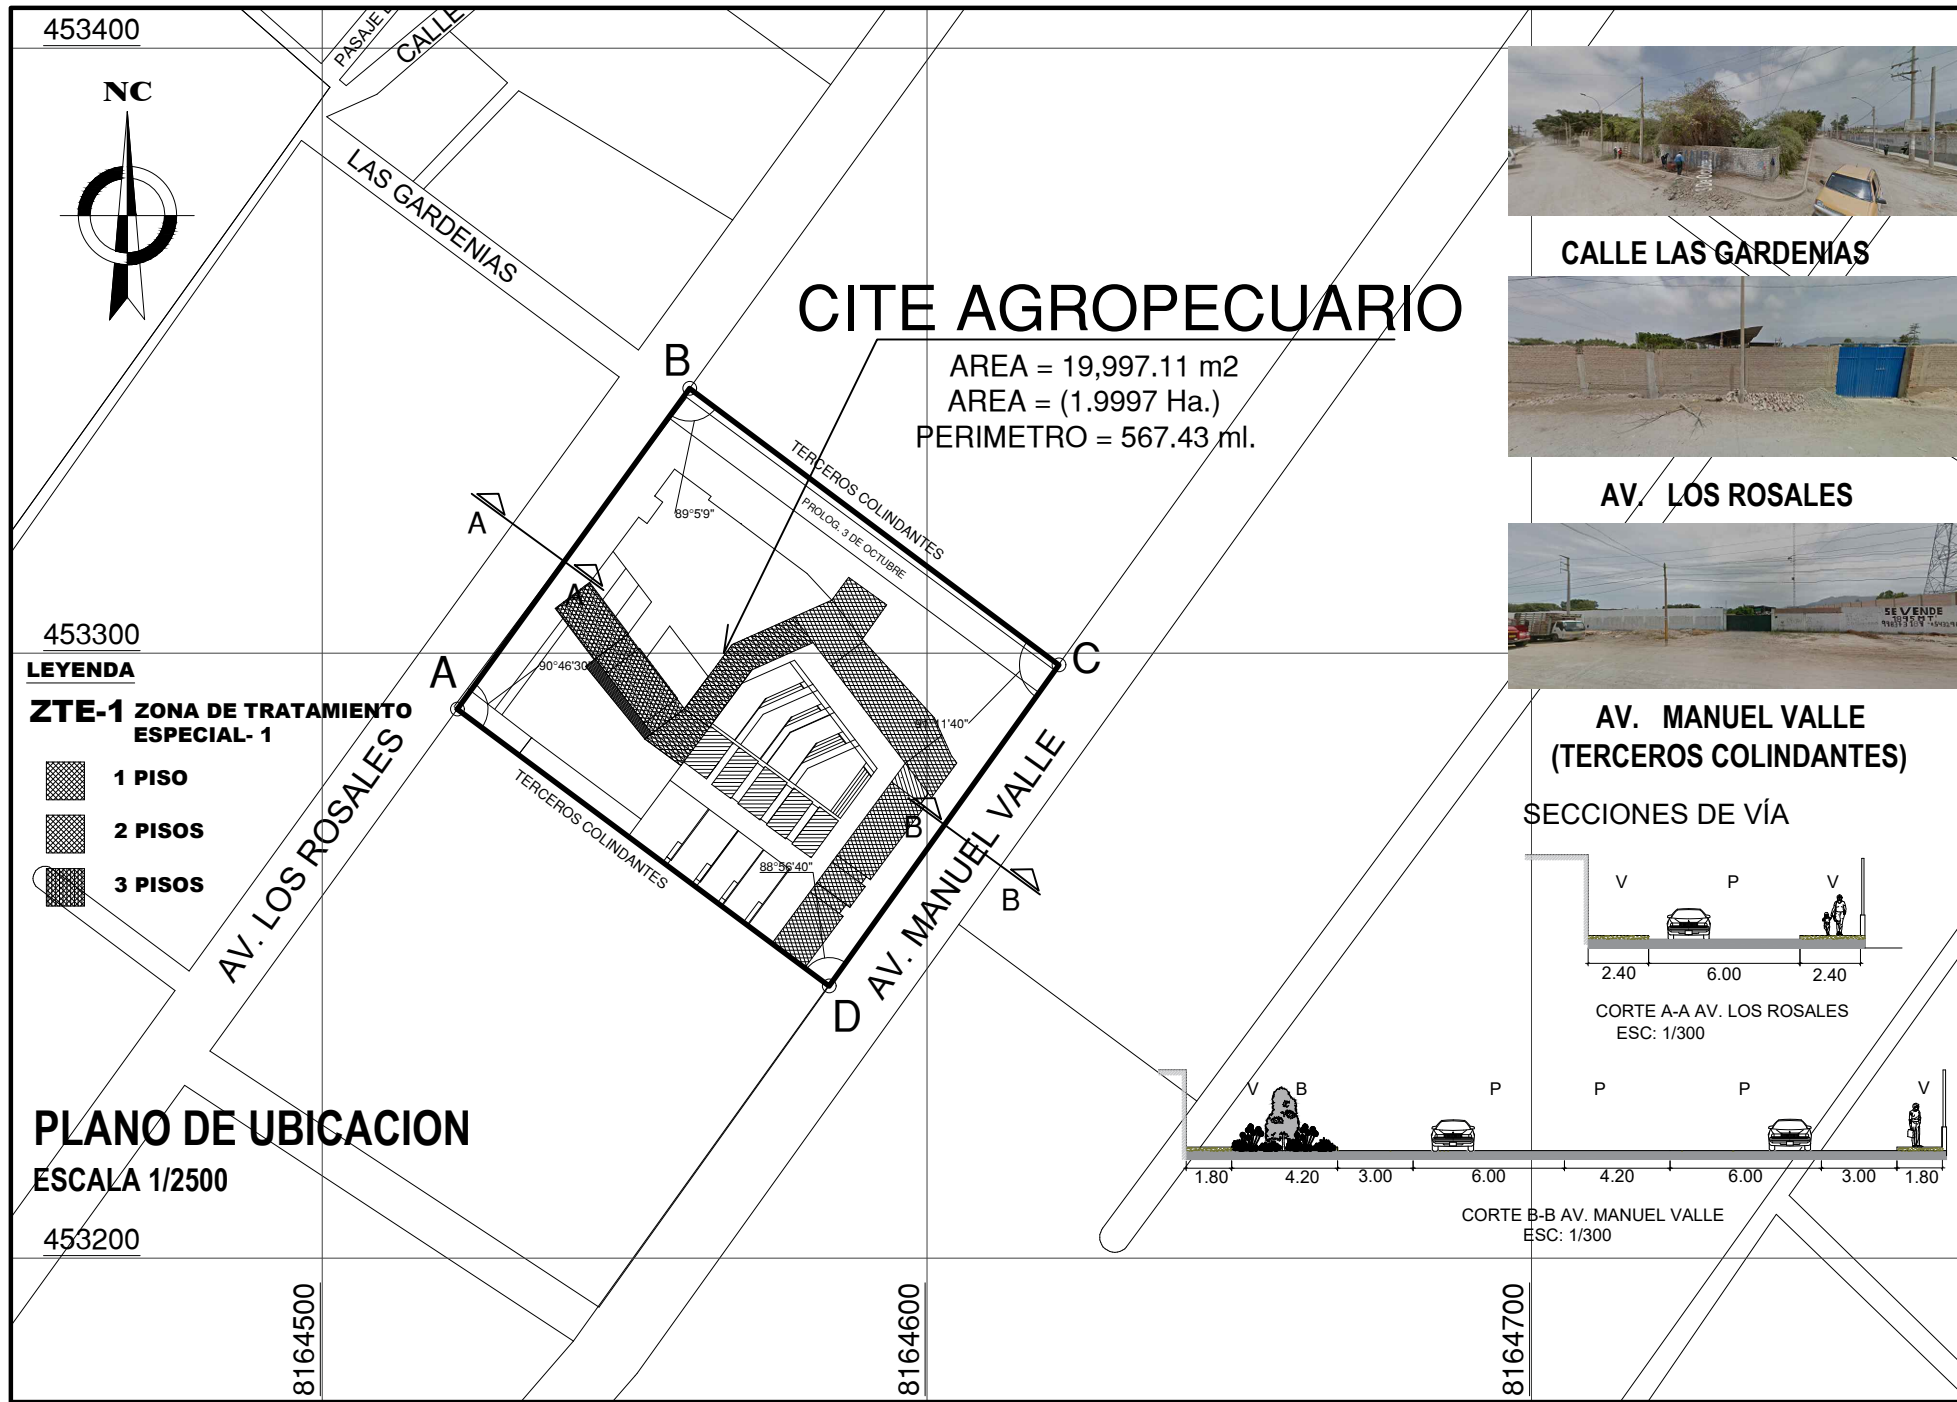 453400
PASAJE
CALLE
NC
LAS GARDENIAS
CITE AGROPECUARIO
AREA = 19,997.11 m2
AREA = (1.9997 Ha.)
PERIMETRO = 567.43 ml.
B
TERCEROS COLINDANTES
PROLOG. 3 DE OCTUBRE
89°5'9"
A
A
90°46'30"
C
91°11'40"
A
453300
LEYENDA
ZTE-1 ZONA DE TRATAMIENTO
ESPECIAL- 1
1 PISO
2 PISOS
3 PISOS
AV. LOS ROSALES
TERCEROS COLINDANTES
88°56'40"
B
B
AV. MANUEL VALLE
D
PLANO DE UBICACION
ESCALA 1/2500
453200
8164500
8164600
8164700
CALLE LAS GARDENIAS
AV. LOS ROSALES
SE VENDE
AV. MANUEL VALLE
(TERCEROS COLINDANTES)
SECCIONES DE VÍA
V P V
2.40 6.00 2.40
CORTE A-A AV. LOS ROSALES
ESC: 1/300
V B P P P V
1.80 4.20 3.00 6.00 4.20 6.00 3.00 1.80
CORTE B-B AV. MANUEL VALLE
ESC: 1/300